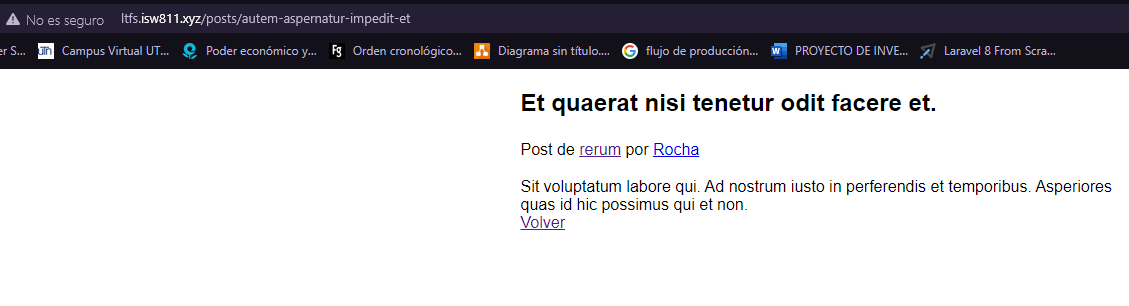 No es seguro ltfs.isw811.xyz/posts/autem-aspernatur-impedit-et
er S... UTN Campus Virtual UT... Poder económico y... Fg Orden cronológico... Diagrama sin título.... G flujo de producción... W PROYECTO DE INVE... Laravel 8 From Scra...
Et quaerat nisi tenetur odit facere et.
Post de rerum por Rocha
Sit voluptatum labore qui. Ad nostrum iusto in perferendis et temporibus. Asperiores
quas id hic possimus qui et non.
Volver